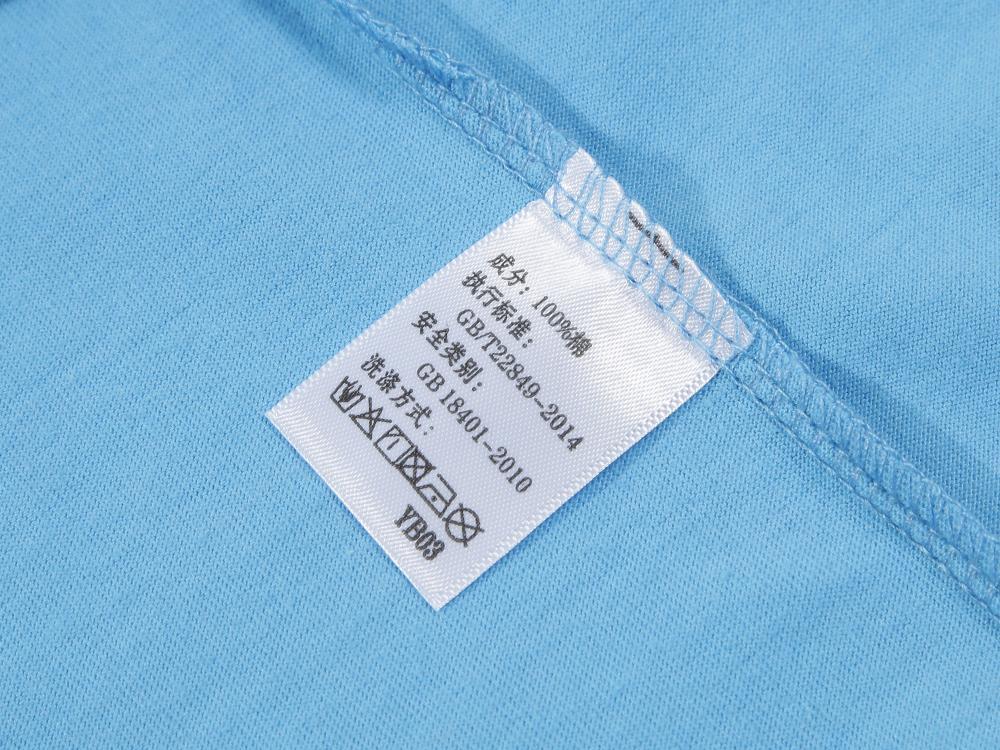 成分：100%棉
执行标准：
GB/T22849-2014
安全类别：
GB 18401-2010
洗涤方式：
YB03